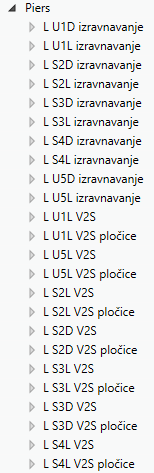 Piers
L U1D izravnavanje
L U1L izravnavanje
L S2D izravnavanje
L S2L izravnavanje
L S3D izravnavanje
L S3L izravnavanje
L S4D izravnavanje
L S4L izravnavanje
L U5D izravnavanje
L U5L izravnavanje
L U1L V2S
L U1L V2S pločice
L U5L V2S
L U5L V2S pločice
L S2L V2S
L S2L V2S pločice
L S2D V2S
L S2D V2S pločice
L S3L V2S
L S3L V2S pločice
L S3D V2S
L S3D V2S pločice
L S4L V2S
L S4L V2S pločice